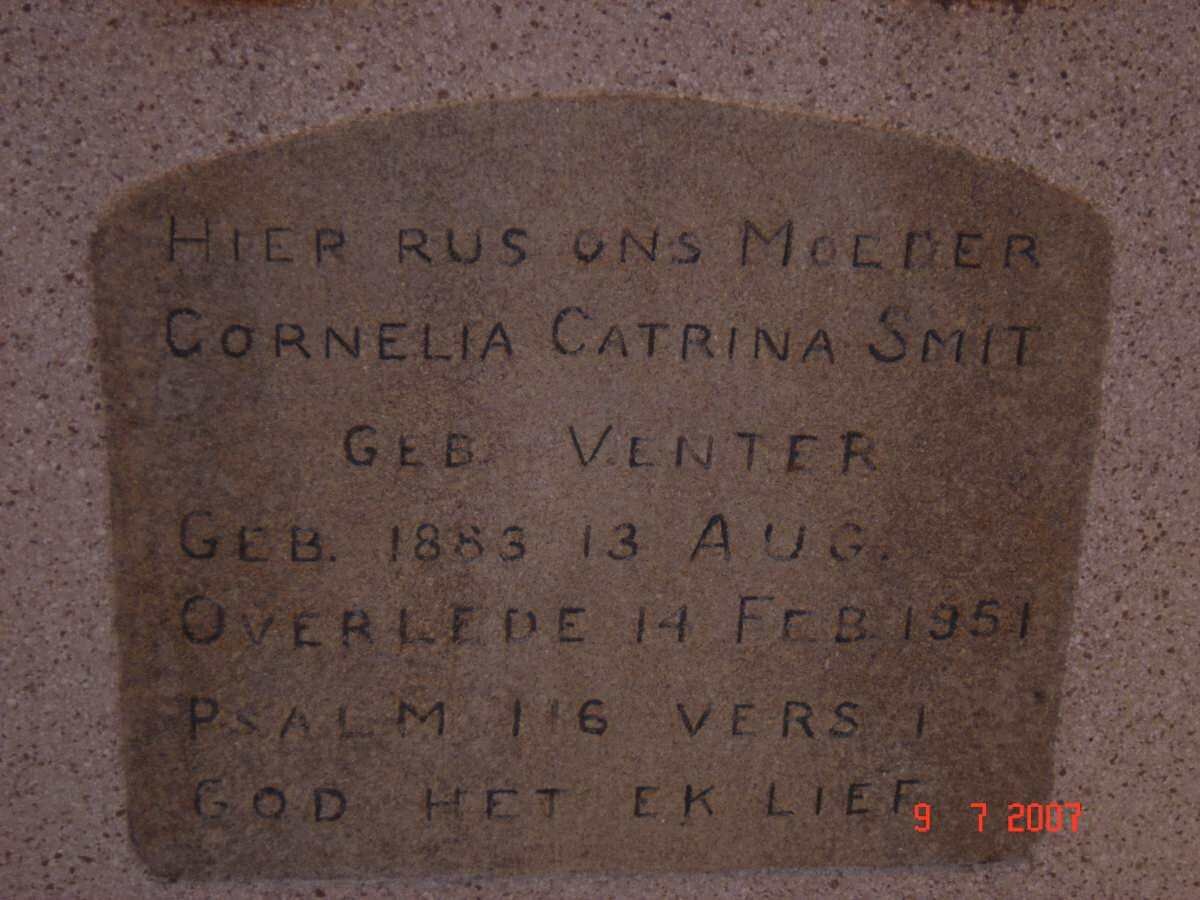 HIER RUS ONS MOEDER
CORNELIA CATRINA SMIT
GEB. VENTER
GEB. 1883 13 AUG.
OVERLEDE 14 FEB. 1951
PSALM 116 VERS 1
GOD HET EK LIEF
9 7 2007